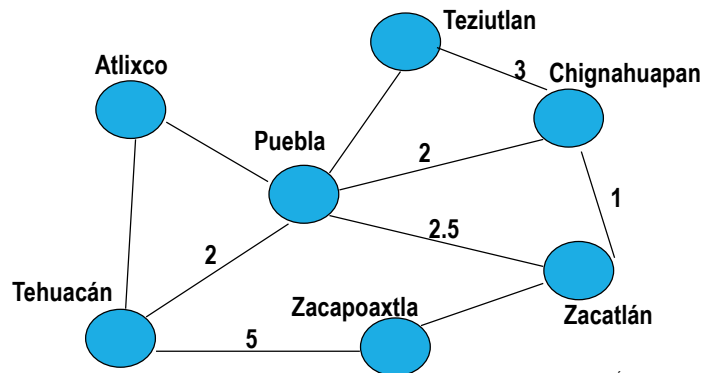 Teziutlan
Atlixco
3
Chignahuapan
Puebla
2
1
2.5
2
Tehuacán
Zacapoaxtla
Zacatlán
5